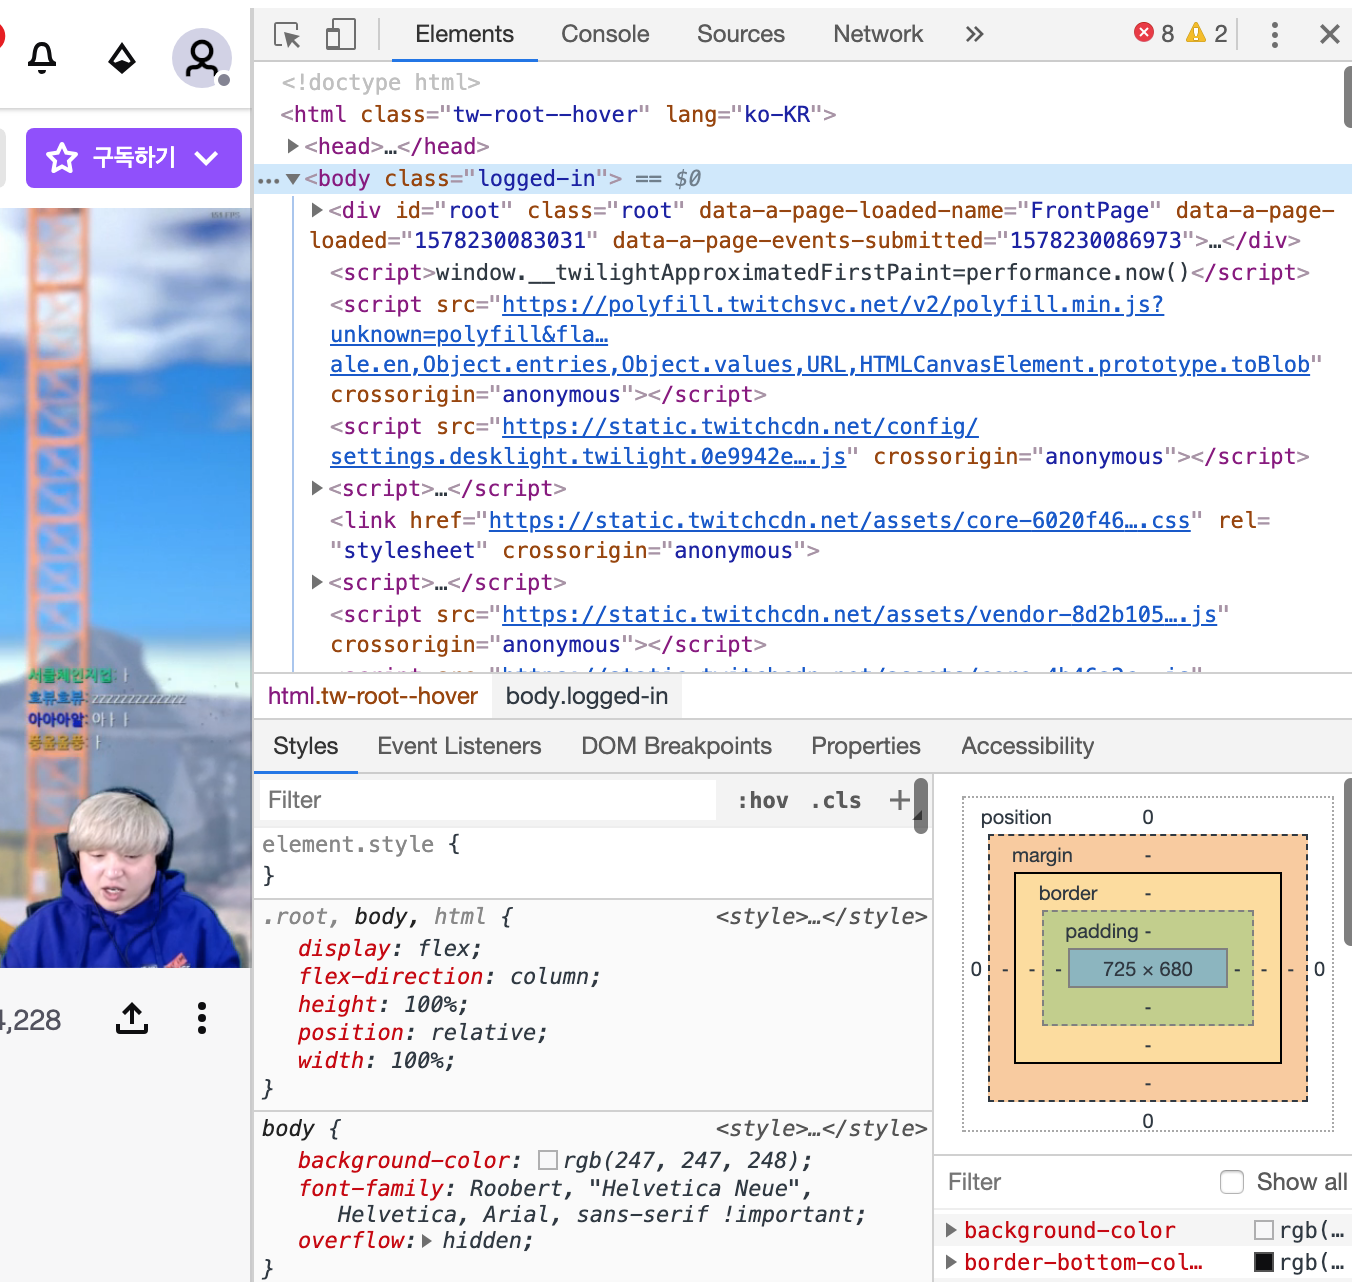 구독하기
서울체인지업: ㅏ
호뷰호뷰: zzzzzzzzzzzzz
아아아알: 아ㅏㅏ
4,228
Elements Console Sources Network » 8 2
<!doctype html>
<html class="tw-root--hover" lang="ko-KR">
<head>…</head>
… <body class="logged-in"> == $0
<div id="root" class="root" data-a-page-loaded-name="FrontPage" data-a-page-
loaded="1578230083031" data-a-page-events-submitted="1578230086973">…</div>
<script>window.__twilightApproximatedFirstPaint=performance.now()</script>
<script src="https://polyfill.twitchsvc.net/v2/polyfill.min.js?
unknown=polyfill&fla…
ale.en,Object.entries,Object.values,URL,HTMLCanvasElement.prototype.toBlob"
crossorigin="anonymous"></script>
<script src="https://static.twitchcdn.net/config/
settings.desklight.twilight.0e9942e….js" crossorigin="anonymous"></script>
<script>…</script>
<link href="https://static.twitchcdn.net/assets/core-6020f46….css" rel=
"stylesheet" crossorigin="anonymous">
<script>…</script>
<script src="https://static.twitchcdn.net/assets/vendor-8d2b105….js"
crossorigin="anonymous"></script>
html.tw-root--hover body.logged-in
Styles Event Listeners DOM Breakpoints Properties Accessibility
Filter :hov .cls +
element.style {
}
.root, body, html { <style>…</style>
display: flex;
flex-direction: column;
height: 100%;
position: relative;
width: 100%;
}
body { <style>…</style>
background-color: rgb(247, 247, 248);
font-family: Roobert, "Helvetica Neue",
Helvetica, Arial, sans-serif !important;
overflow: hidden;
}
position 0
margin -
border -
padding -
0 - - - 725 × 680 - - - 0
-
-
-
0
Filter Show all
background-color rgb(…
border-bottom-col… rgb(…